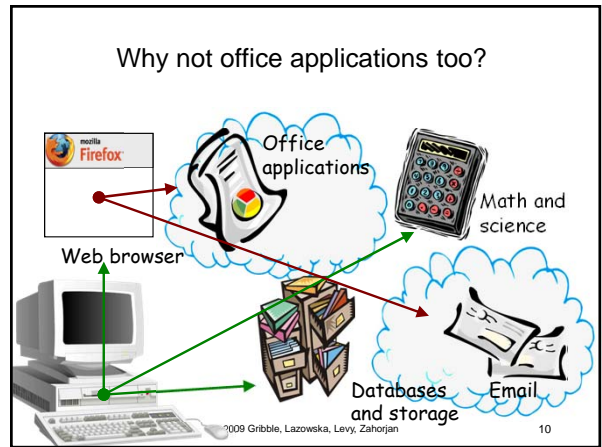 Why not office applications too?
mozilla
Firefox
Office
applications
Math and
science
Web browser
Databases
and storage
Email
2009 Gribble, Lazowska, Levy, Zahorjan
10